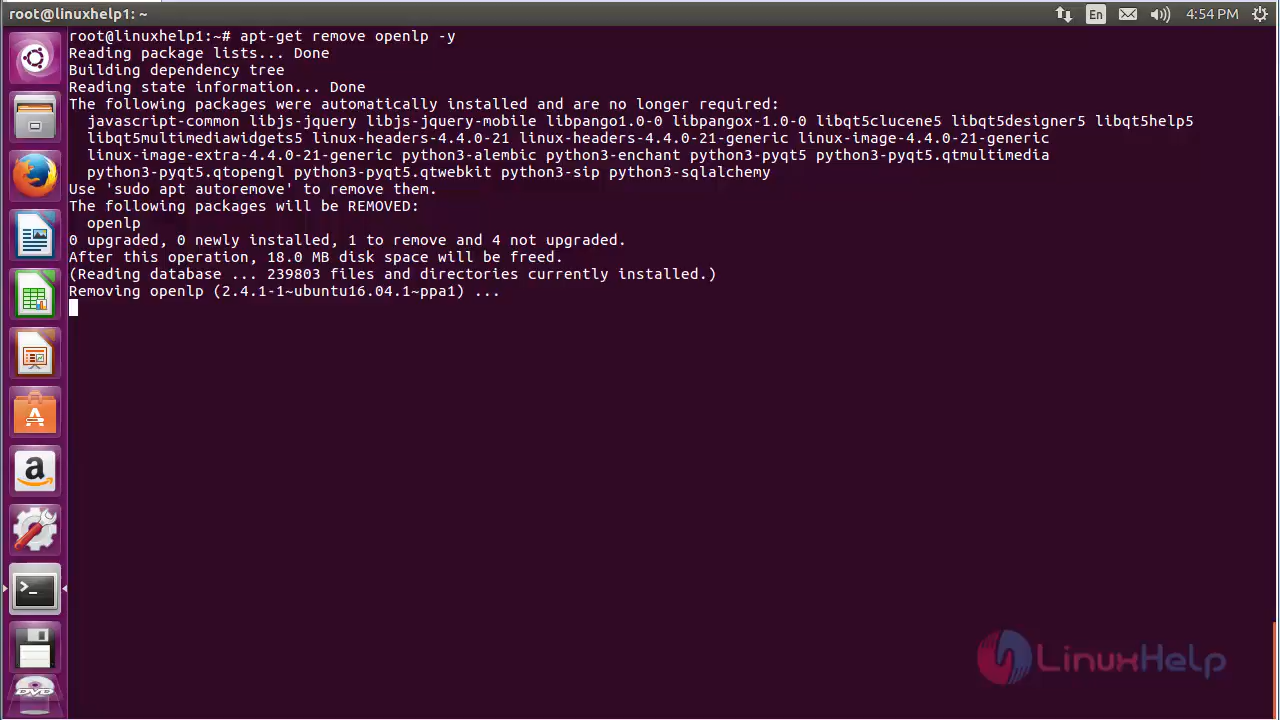 root@linuxhelp1: ~
En
4:54 PM
root@linuxhelp1:~# apt-get remove openlp -y
Reading package lists... Done
Building dependency tree
Reading state information... Done
The following packages were automatically installed and are no longer required:
  javascript-common libjs-jquery libjs-jquery-mobile libpango1.0-0 libpangox-1.0-0 libqt5clucene5 libqt5designer5 libqt5help5
  libqt5multimediawidgets5 linux-headers-4.4.0-21 linux-headers-4.4.0-21-generic linux-image-4.4.0-21-generic
  linux-image-extra-4.4.0-21-generic python3-alembic python3-enchant python3-pyqt5 python3-pyqt5.qtmultimedia
  python3-pyqt5.qtopengl python3-pyqt5.qtwebkit python3-sip python3-sqlalchemy
Use 'sudo apt autoremove' to remove them.
The following packages will be REMOVED:
  openlp
0 upgraded, 0 newly installed, 1 to remove and 4 not upgraded.
After this operation, 18.0 MB disk space will be freed.
(Reading database ... 239803 files and directories currently installed.)
Removing openlp (2.4.1-1~ubuntu16.04.1~ppa1) ...
DVD
LinuxHelp